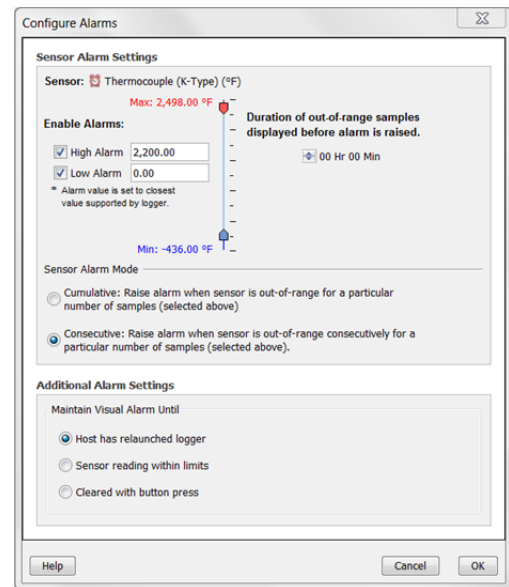 Configure Alarms
Sensor Alarm Settings
Sensor: Thermocouple (K-Type) (°F)
Max: 2,498.00 °F
Duration of out-of-range samples
displayed before alarm is raised.
Enable Alarms:
00 Hr 00 Min
High Alarm 2,200.00
Low Alarm 0.00
* Alarm value is set to closest
value supported by logger.
Min: -436.00 °F
Sensor Alarm Mode
Cumulative: Raise alarm when sensor is out-of-range for a particular
number of samples (selected above)
Consecutive: Raise alarm when sensor is out-of-range consecutively for a
particular number of samples (selected above).
Additional Alarm Settings
Maintain Visual Alarm Until
Host has relaunched logger
Sensor reading within limits
Cleared with button press
Help
Cancel
OK